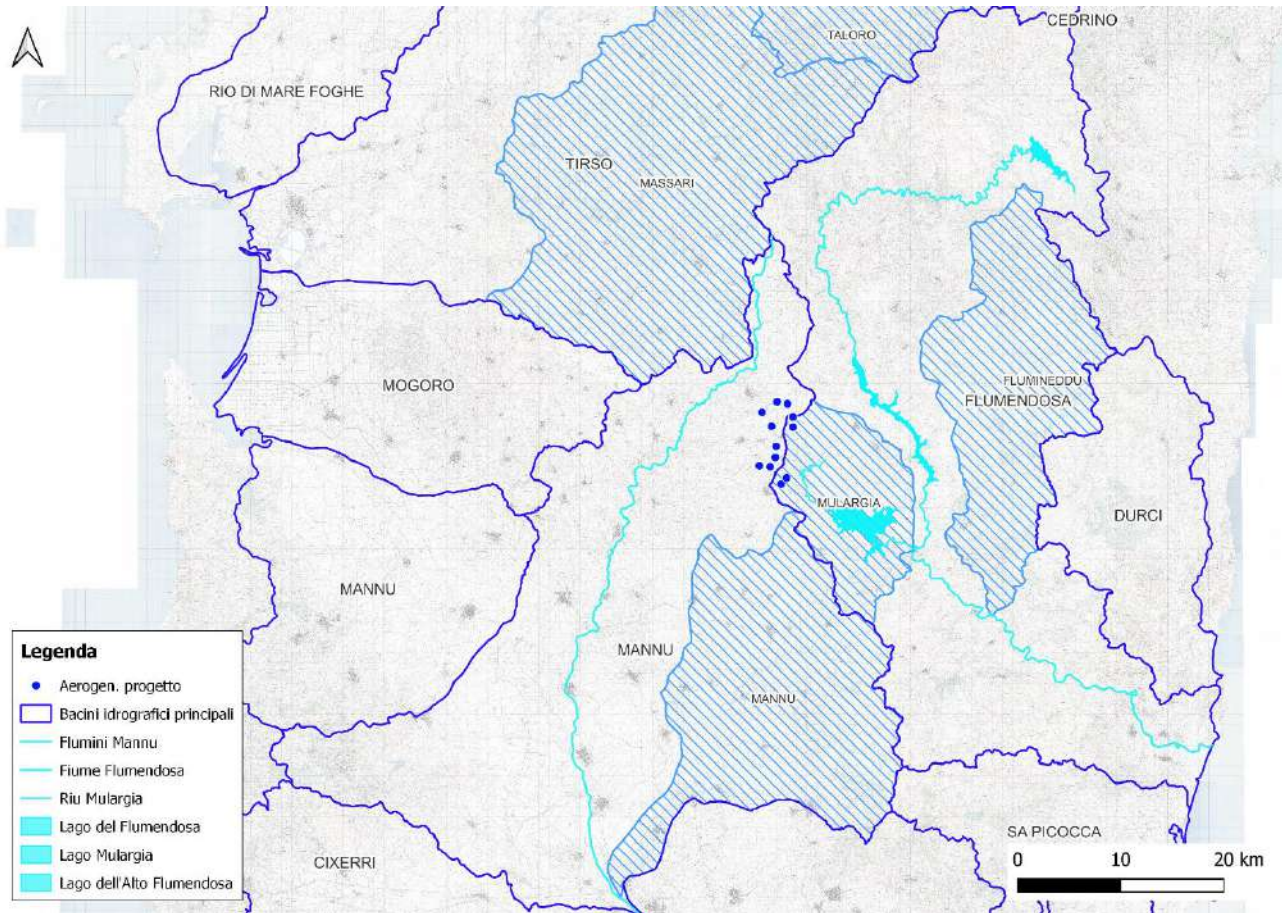 CEDRINO
TALORO
RIO DI MARE FOGHE
TIRSO
MASSARI
MOGORO
FLUMINEDDU
FLUMENDOSA
MULARGIA
DURCI
MANNU
MANNU
MANNU
SA PICOCCA
CIXERRI
Legenda
Aerogen. progetto
Bacini idrografici principali
Flumini Mannu
Fiume Flumendosa
Riu Mulargia
Lago del Flumendosa
Lago Mulargia
Lago dell'Alto Flumendosa
0 10 20 km